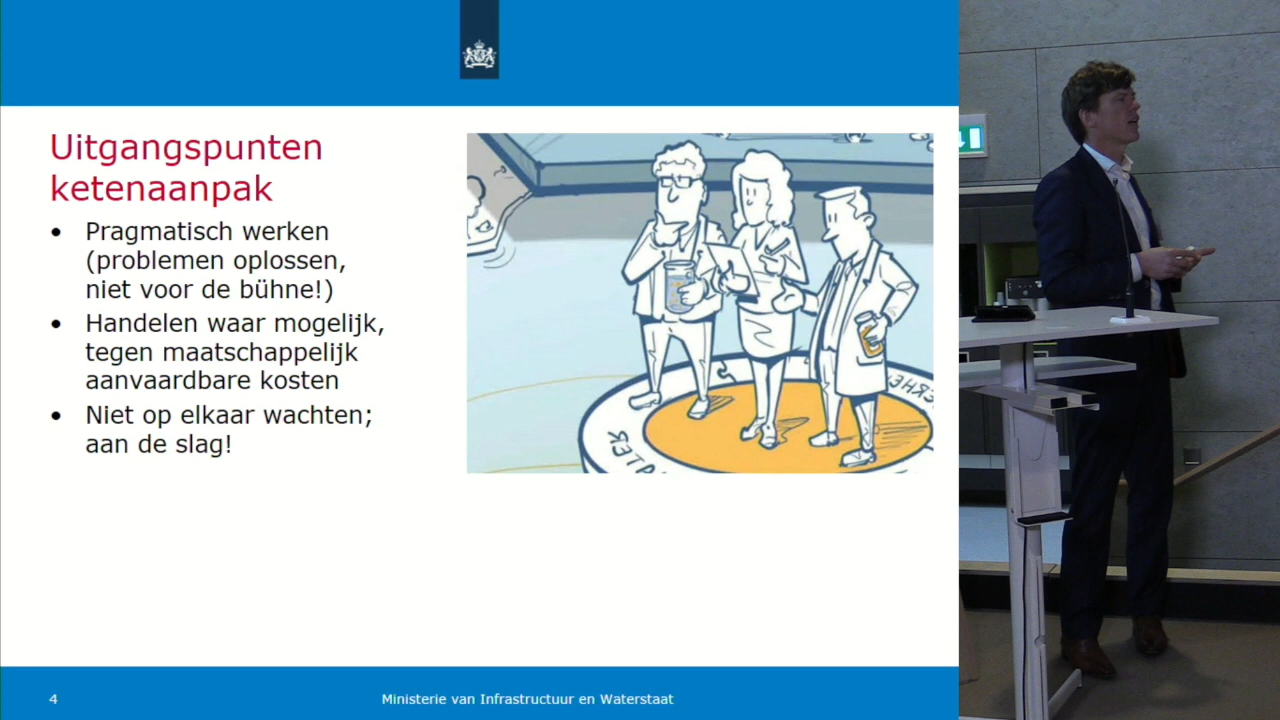 Uitgangspunten
ketenaanpak
• Pragmatisch werken
(problemen oplossen,
niet voor de bühne!)
• Handelen waar mogelijk,
tegen maatschappelijk
aanvaardbare kosten
• Niet op elkaar wachten;
aan de slag!
4
Ministerie van Infrastructuur en Waterstaat